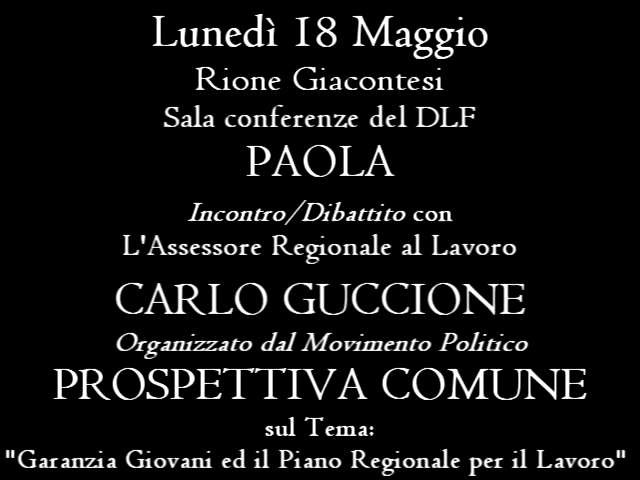 Lunedì 18 Maggio
Rione Giacontesi
Sala conferenze del DLF
PAOLA
Incontro/Dibattito con
L'Assessore Regionale al Lavoro
CARLO GUCCIONE
Organizzato dal Movimento Politico
PROSPETTIVA COMUNE
sul Tema:
"Garanzia Giovani ed il Piano Regionale per il Lavoro"